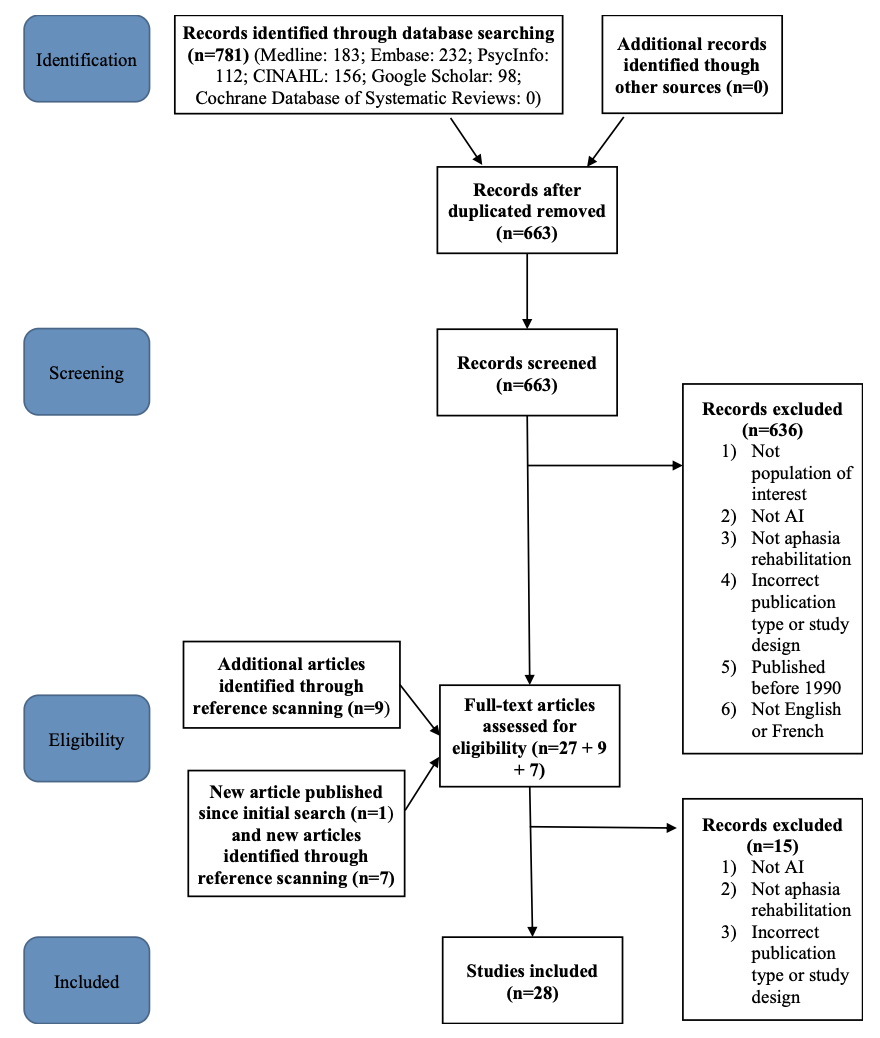 Identification
Records identified through database searching
(n=781) (Medline: 183; Embase: 232; PsycInfo:
112; CINAHL: 156; Google Scholar: 98;
Cochrane Database of Systematic Reviews: 0)
Additional records
identified though
other sources (n=0)
Records after
duplicated removed
(n=663)
Screening
Records screened
(n=663)
Records excluded
(n=636)
1) Not
population of
interest
2) Not AI
3) Not aphasia
rehabilitation
4) Incorrect
publication
type or study
design
5) Published
before 1990
6) Not English
or French
Eligibility
Additional articles
identified through
reference scanning (n=9)
Full-text articles
assessed for
eligibility (n=27 + 9
+ 7)
New article published
since initial search (n=1)
and new articles
identified through
reference scanning (n=7)
Records excluded
(n=15)
1) Not AI
2) Not aphasia
rehabilitation
3) Incorrect
publication
type or study
design
Included
Studies included
(n=28)